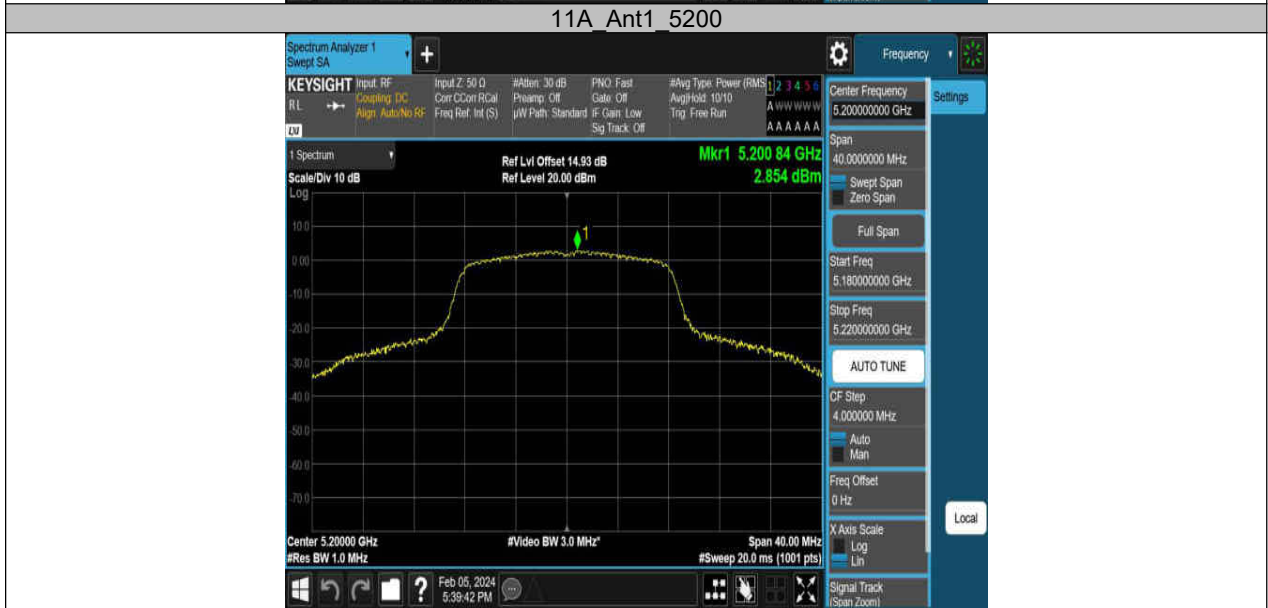 11A_Ant1_5200
Spectrum Analyzer 1
Swept SA
+
Frequency
KEYSIGHT
Input: RF
Coupling: DC
Align: Auto/No RF
Input Z: 50 Ω
Corr CCorr RCal
Freq Ref: Int (S)
#Atten: 30 dB
Preamp: Off
µW Path: Standard
PNO: Fast
Gate: Off
IF Gain: Low
Sig Track: Off
#Avg Type: Power (RMS
Avg|Hold: 10/10
Trig: Free Run
1 2 3 4 5 6
A W W W W W
A A A A A A
RL
LXI
1 Spectrum
Scale/Div 10 dB
Log
Ref Lvl Offset 14.93 dB
Ref Level 20.00 dBm
Mkr1 5.200 84 GHz
2.854 dBm
1
10.0
0.00
-10.0
-20.0
-30.0
-40.0
-50.0
-60.0
-70.0
Center 5.20000 GHz
#Res BW 1.0 MHz
#Video BW 3.0 MHz*
Span 40.00 MHz
#Sweep 20.0 ms (1001 pts)
Feb 05, 2024
5:39:42 PM
?
Center Frequency
5.200000000 GHz
Settings
Span
40.0000000 MHz
Swept Span
Zero Span
Full Span
Start Freq
5.180000000 GHz
Stop Freq
5.220000000 GHz
AUTO TUNE
CF Step
4.000000 MHz
Auto
Man
Freq Offset
0 Hz
X Axis Scale
Log
Lin
Local
Signal Track
(Span Zoom)